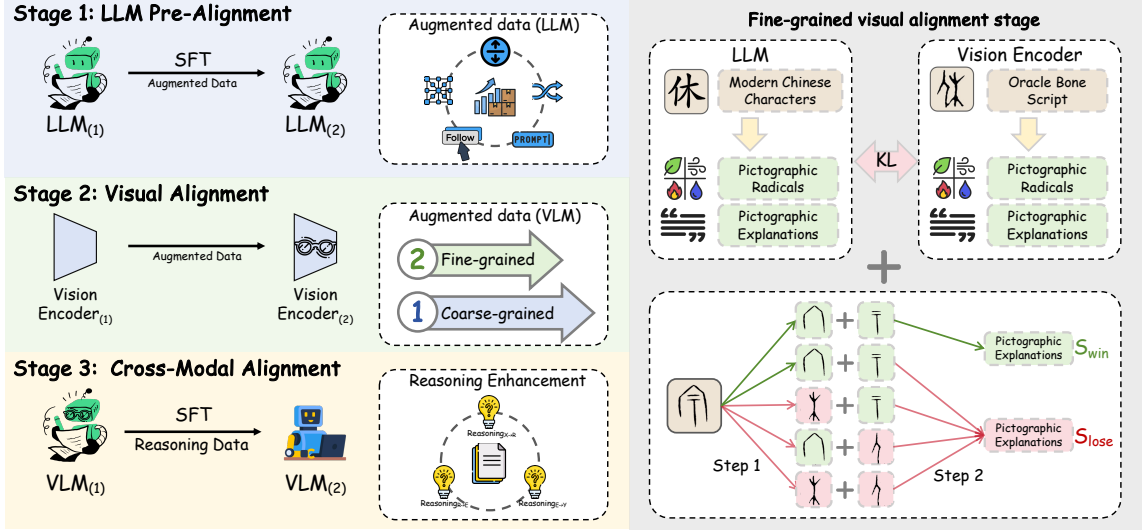 Stage 1: LLM Pre-Alignment
SFT
Augmented Data
LLM(1)
LLM(2)
Augmented data (LLM)
Follow
PROMPT
Stage 2: Visual Alignment
Augmented Data
Vision
Encoder(1)
Vision
Encoder(2)
Augmented data (VLM)
2 Fine-grained
1 Coarse-grained
Stage 3: Cross-Modal Alignment
SFT
Reasoning Data
VLM(1)
VLM(2)
Reasoning Enhancement
ReasoningX→R
ReasoningR→E
ReasoningE→Y
Fine-grained visual alignment stage
LLM
休
Modern Chinese
Characters
Pictographic
Radicals
Pictographic
Explanations
KL
Vision Encoder
Oracle Bone
Script
Pictographic
Radicals
Pictographic
Explanations
+
+
+
+
+
+
Step 1
Step 2
Pictographic
Explanations
Swin
Pictographic
Explanations
Slose